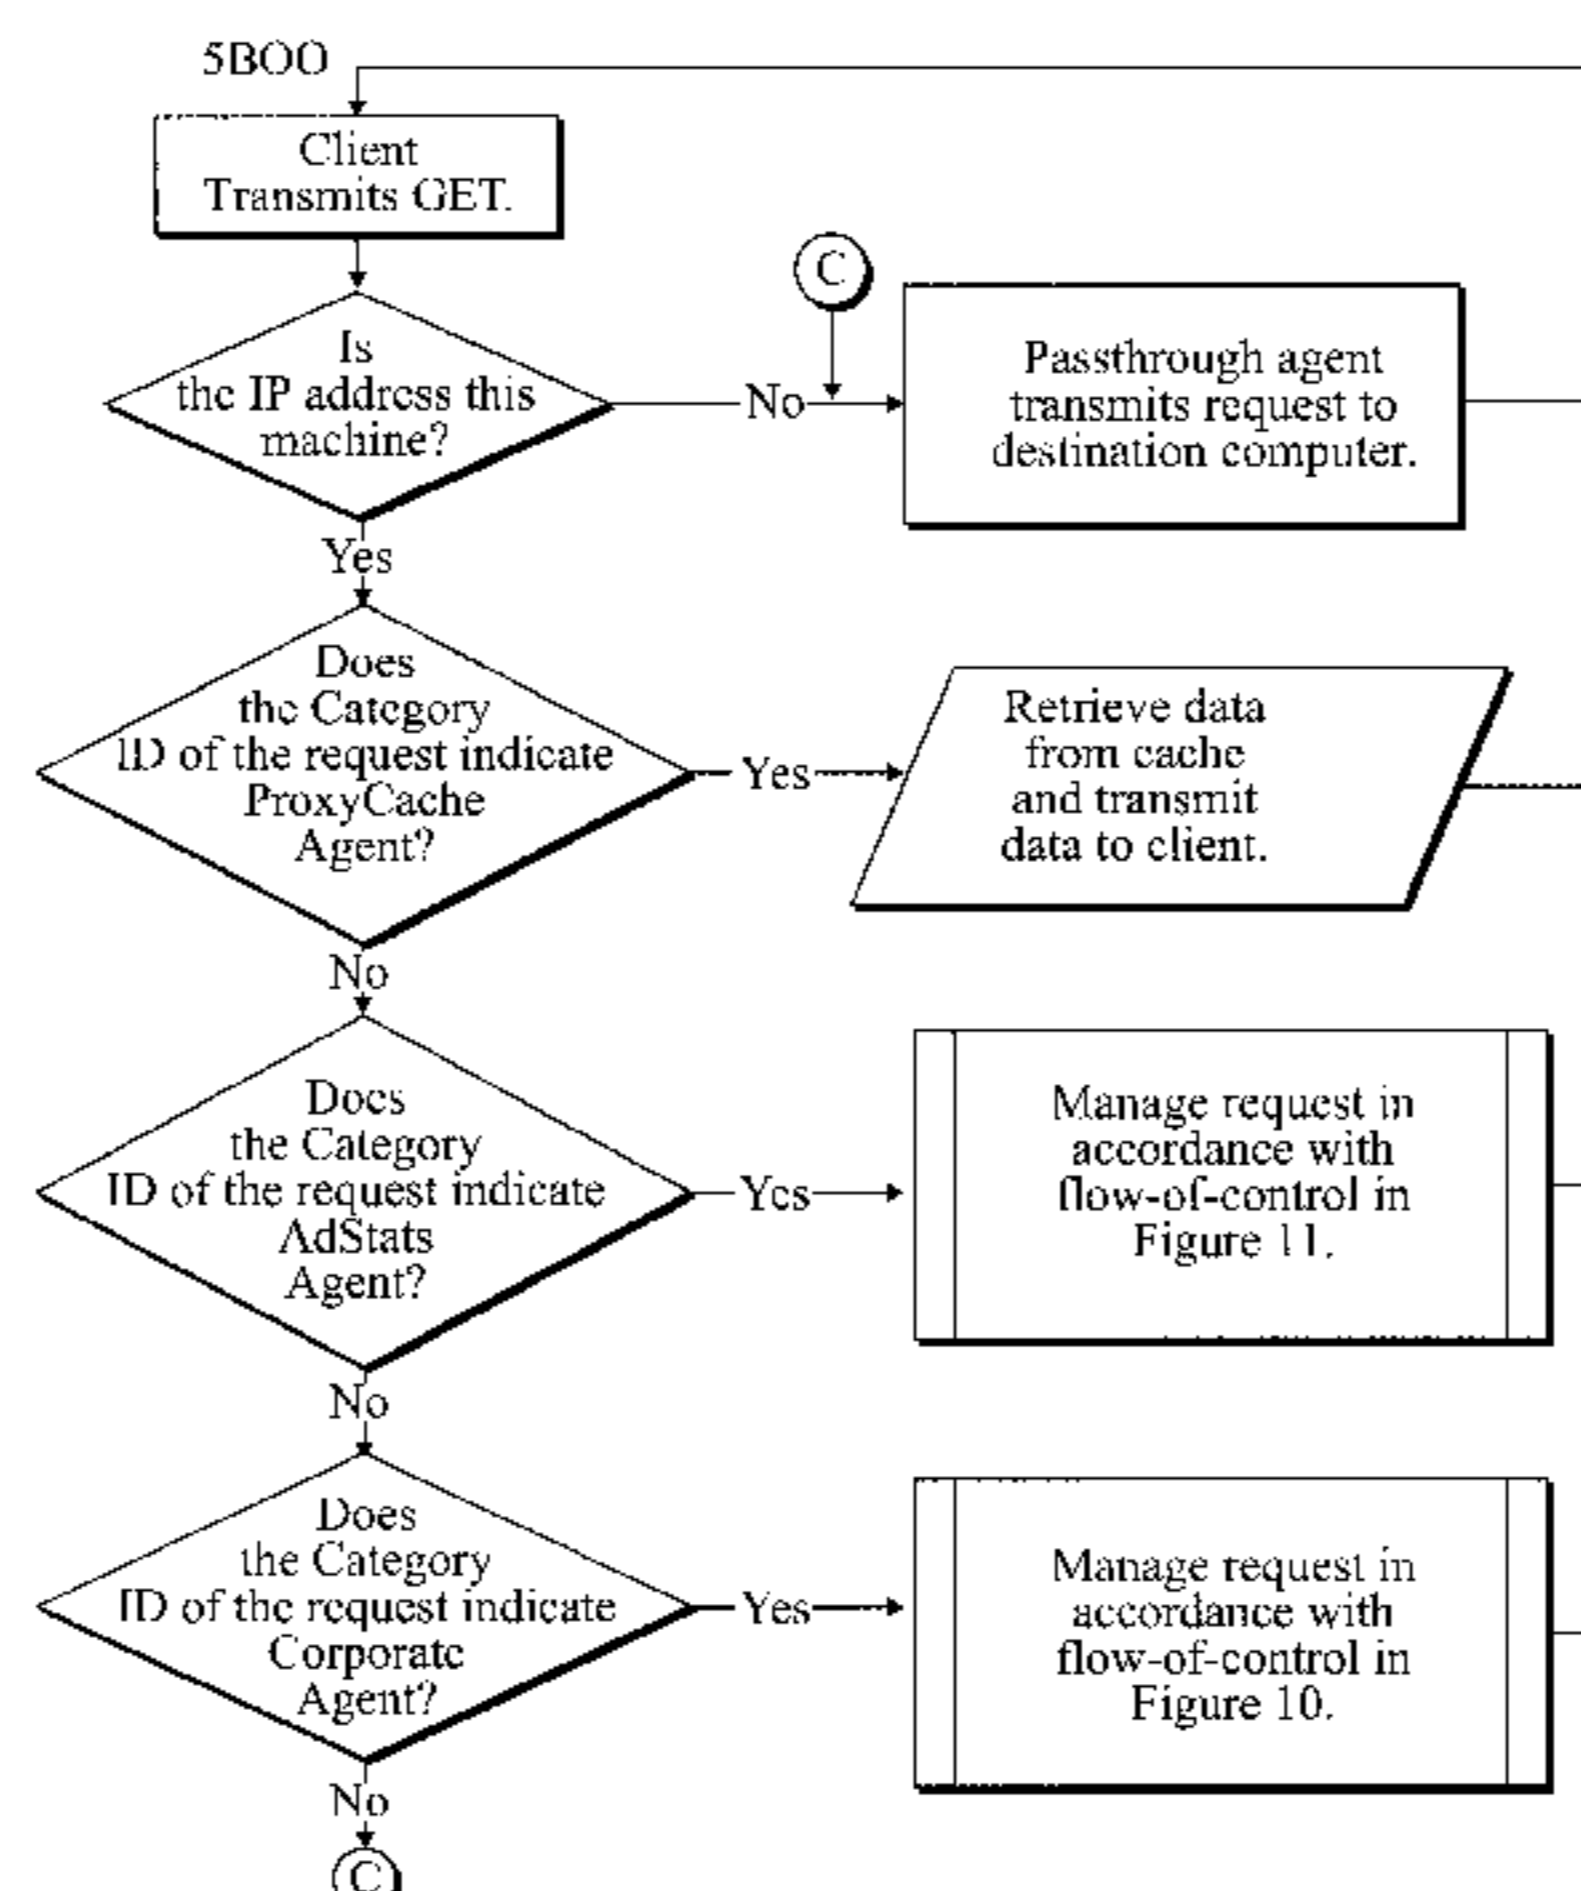 5BOO
Client
Transmits GET.
C
Is
the IP address this
machine?
No
Passthrough agent
transmits request to
destination computer.
Yes
Does
the Category
ID of the request indicate
ProxyCache
Agent?
Yes
Retrieve data
from cache
and transmit
data to client.
No
Does
the Category
ID of the request indicate
AdStats
Agent?
Yes
Manage request in
accordance with
flow-of-control in
Figure 11.
No
Does
the Category
ID of the request indicate
Corporate
Agent?
Yes
Manage request in
accordance with
flow-of-control in
Figure 10.
No
C